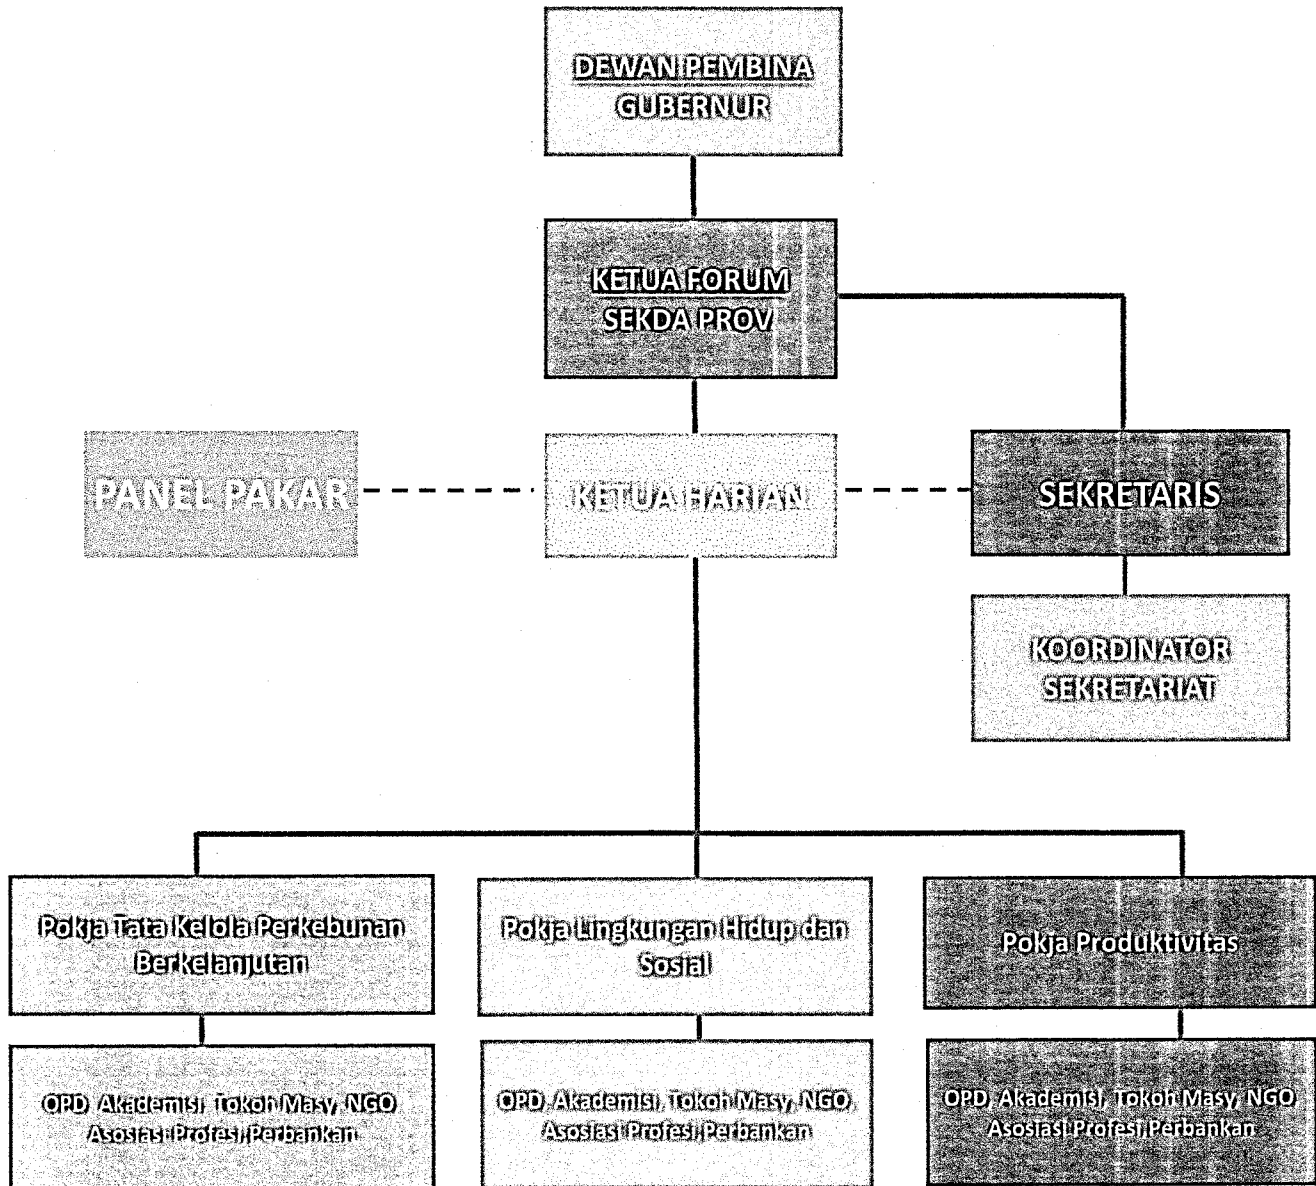 DEWAN PEMBINA
GUBERNUR
KETUA FORUM
SEKDA PROV
PANEL PAKAR
KETUA HARIAN
SEKRETARIS
KOORDINATOR
SEKRETARIAT
Pokja Tata Kelola Perkebunan
Berkelanjutan
Pokja Lingkungan Hidup dan
Sosial
Pokja Produktivitas
OPD, Akademisi, Tokoh Masy, NGO
Asosiasi Profesi, Perbankan
OPD, Akademisi, Tokoh Masy, NGO,
Asosiasi Profesi, Perbankan
OPD, Akademisi, Tokoh Masy, NGO
Asosiasi Profesi, Perbankan